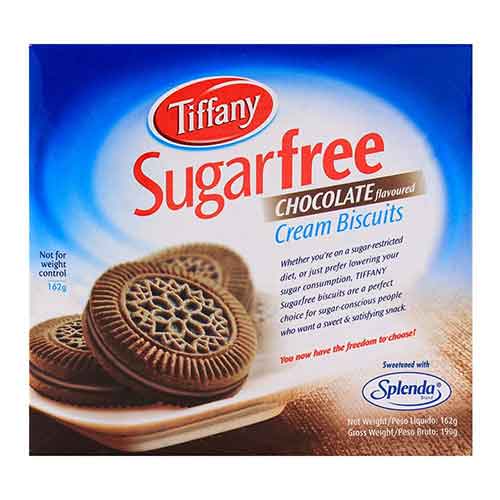 Tiffany
Sugarfree
CHOCOLATE flavoured
Cream Biscuits
Not for
weight
control
162g
Whether you're on a sugar-restricted
diet, or just prefer lowering your
sugar consumption, TIFFANY
Sugarfree biscuits are a perfect
choice for sugar-conscious people
who want a sweet & satisfying snack.
You now have the freedom to choose!
Sweetened with
Splenda
Net Weight/Peso Líquido: 162g
Gross Weight/Peso Bruto: 190g